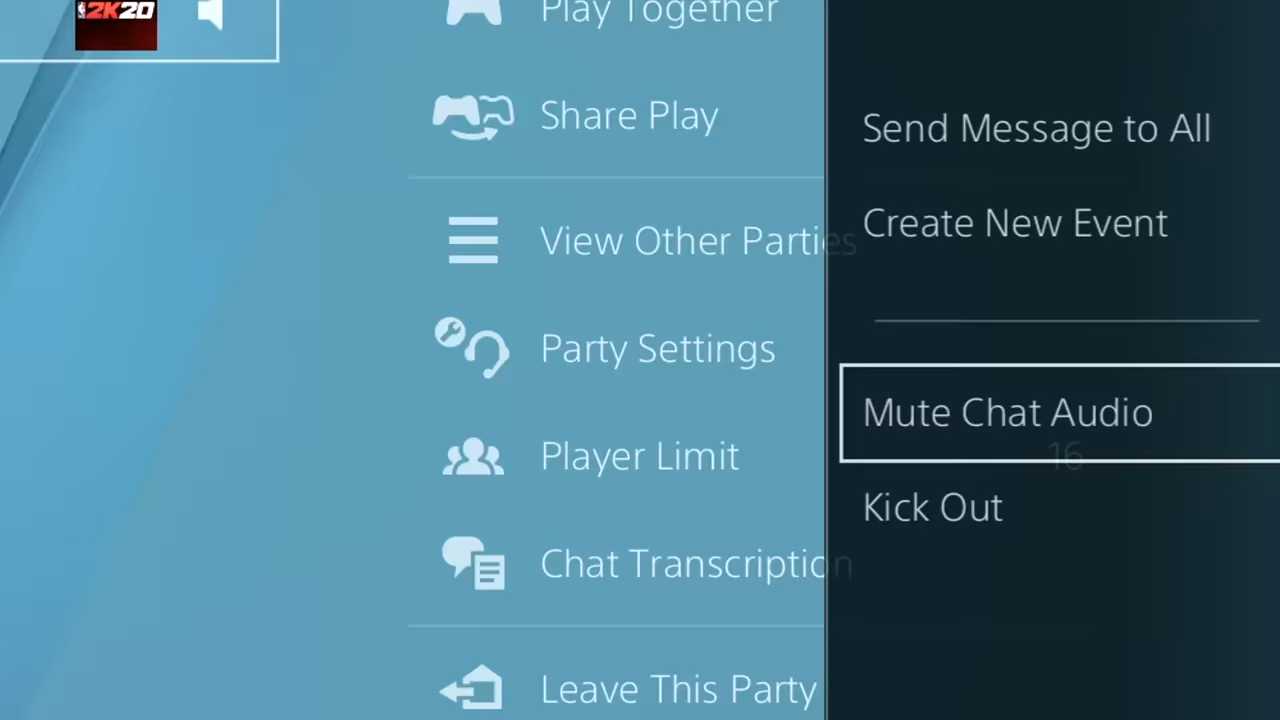 2K20
Play Together
Share Play
View Other Parties
Party Settings
Player Limit
16
Chat Transcription
Leave This Party
Send Message to All
Create New Event
Mute Chat Audio
Kick Out